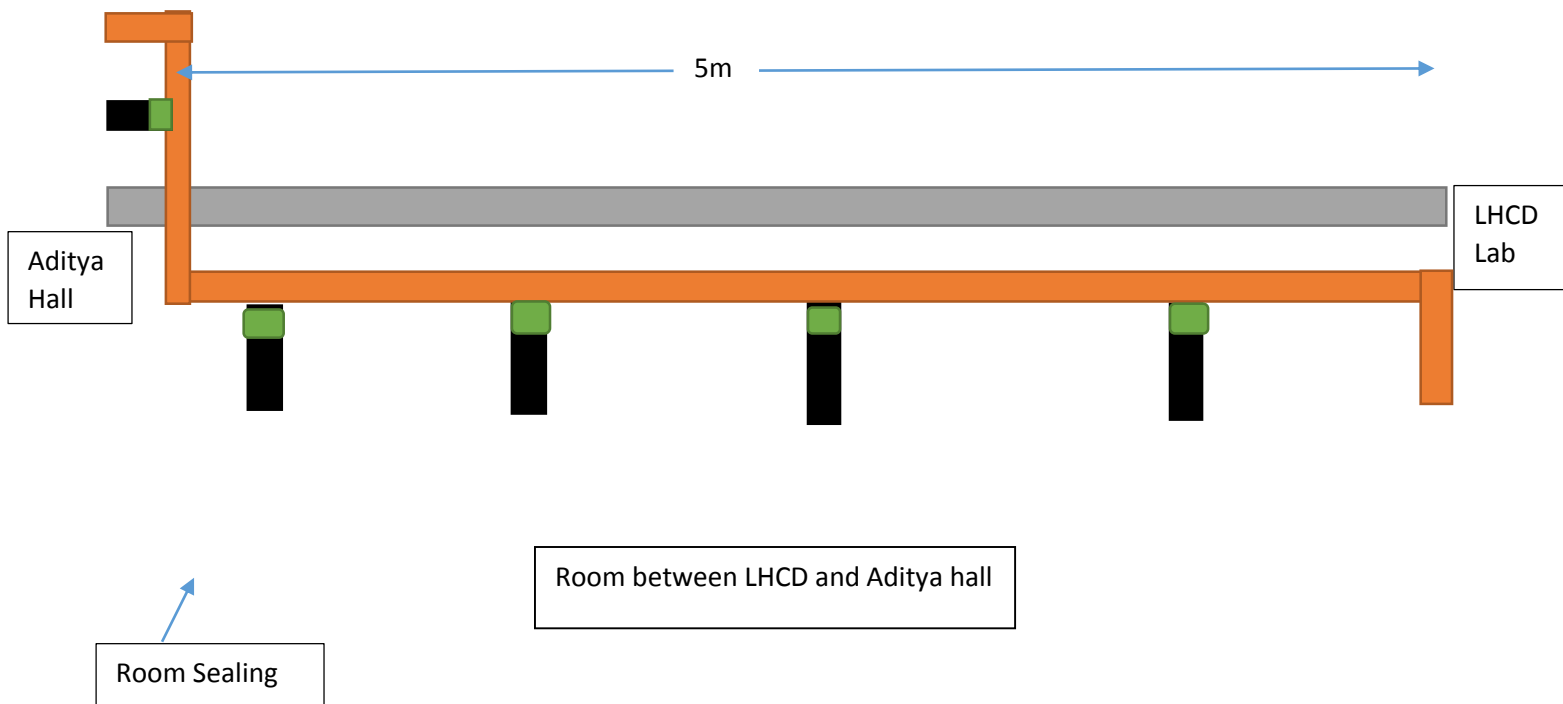 5m
LHCD
Lab
Aditya
Hall
Room between LHCD and Aditya hall
Room Sealing